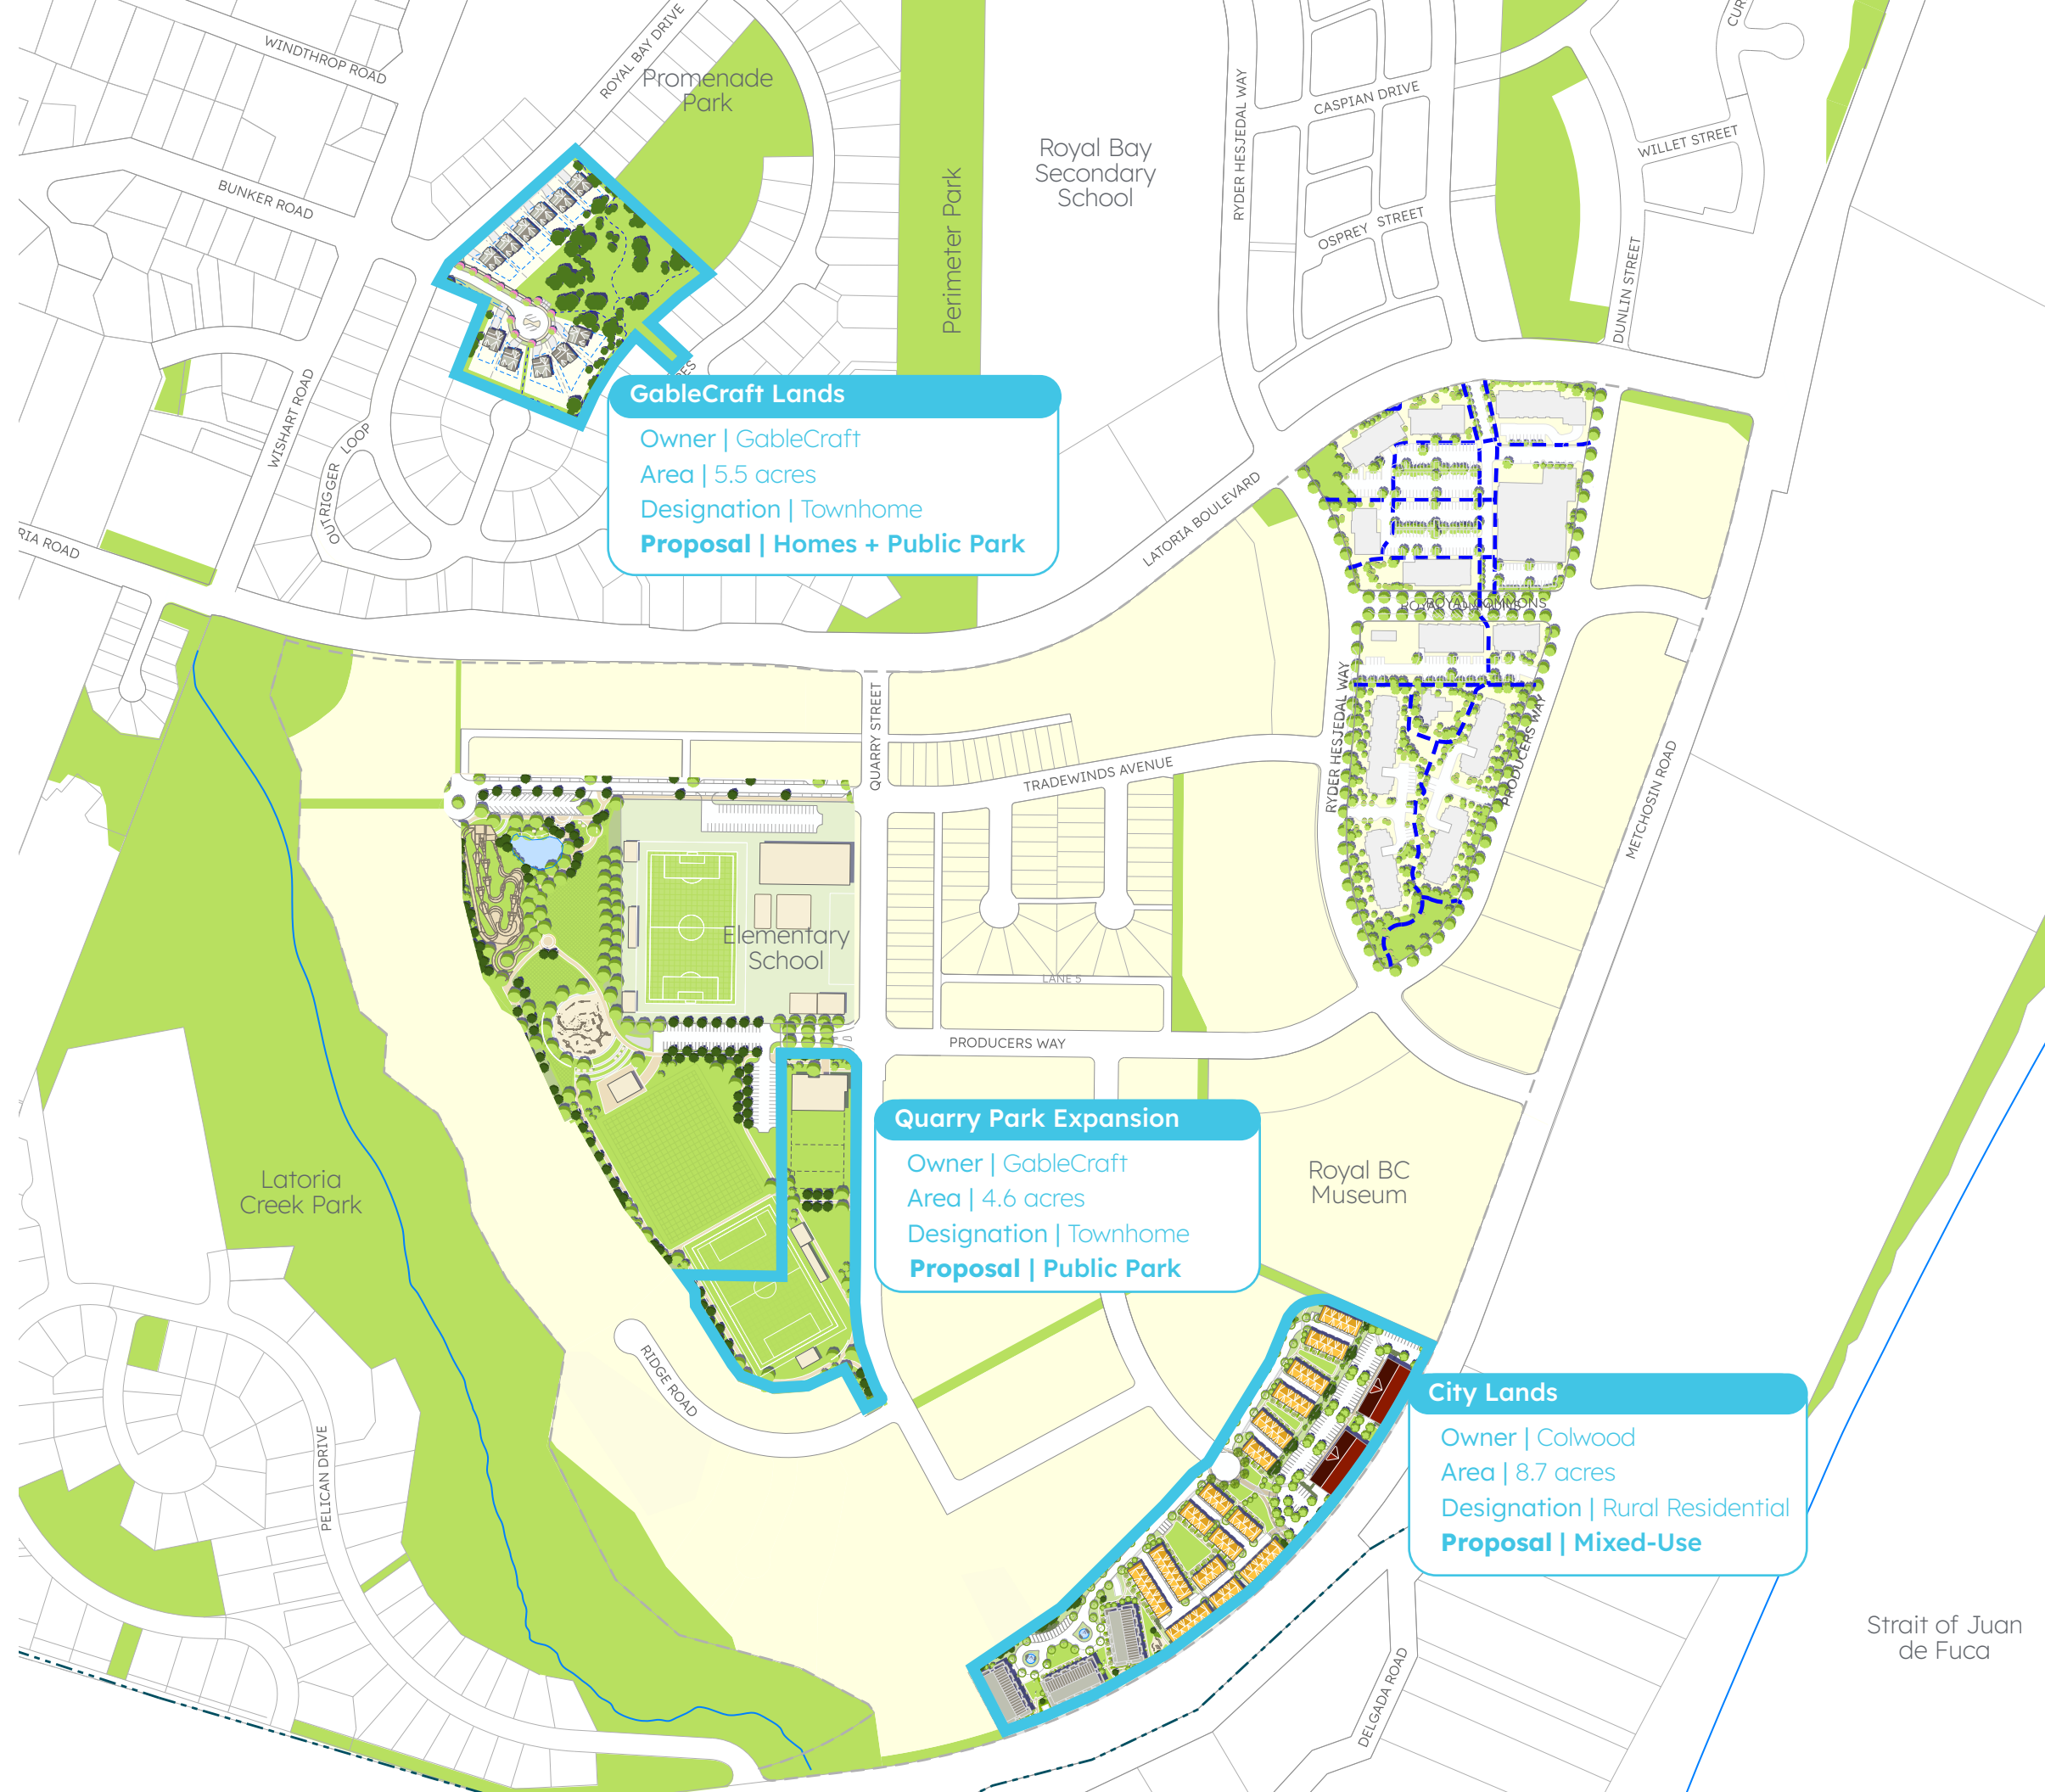 WINDTHROP ROAD
ROYAL BAY DRIVE
Promenade
Park
BUNKER ROAD
Perimeter Park
Royal Bay
Secondary
School
RYDER HESJEDAL WAY
CASPIAN DRIVE
OSPREY STREET
WILLET STREET
DUNLIN STREET
WISHART ROAD
OUTRIGGER LOOP
GableCraft Lands
Owner | GableCraft
Area | 5.5 acres
Designation | Townhome
Proposal | Homes + Public Park
LATORIA BOULEVARD
RIA ROAD
ROYAL COMMONS
QUARRY STREET
TRADEWINDS AVENUE
RYDER HESJEDAL WAY
PRODUCERS WAY
METCHOSIN ROAD
Elementary
School
LANE 5
PRODUCERS WAY
Quarry Park Expansion
Owner | GableCraft
Area | 4.6 acres
Designation | Townhome
Proposal | Public Park
Royal BC
Museum
Latoria
Creek Park
RIDGE ROAD
PELICAN DRIVE
City Lands
Owner | Colwood
Area | 8.7 acres
Designation | Rural Residential
Proposal | Mixed-Use
DELGADA ROAD
Strait of Juan
de Fuca